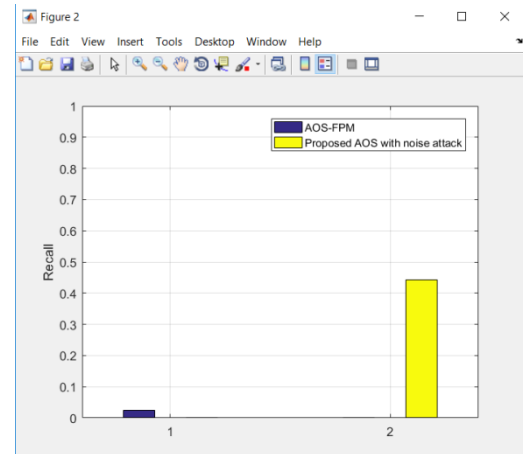 Figure 2
File Edit View Insert Tools Desktop Window Help
1
AOS-FPM
0.9
Proposed AOS with noise attack
0.8
0.7
0.6
Recall
0.5
0.4
0.3
0.2
0.1
0
1 2